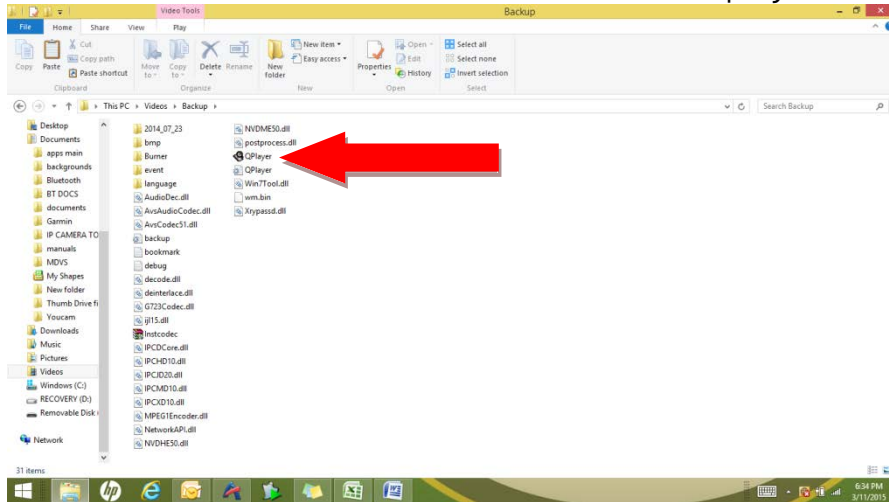 Video Tools
Backup
File Home Share View Play
Copy
Paste
Cut
Copy path
Paste shortcut
Move to
Copy to
Delete
Rename
New folder
New item
Easy access
Properties
Open
Edit
History
Select all
Select none
Invert selection
Clipboard
Organize
New
Open
Select
This PC Videos Backup
Search Backup
Desktop
Documents
apps main
backgrounds
Bluetooth
BT DOCS
documents
Garmin
IP CAMERA TO
manuals
MDVS
My Shapes
New folder
Thumb Drive fi
Youcam
Downloads
Music
Pictures
Videos
Windows (C:)
RECOVERY (D:)
Removable Disk
Network
2014_07_23
bmp
Burner
event
language
AudioDec.dll
AvsAudioCodec.dll
AvsCodec51.dll
backup
bookmark
debug
decode.dll
deinterlace.dll
G723Codec.dll
ijl15.dll
Instcodec
IPCDCore.dll
IPCHD10.dll
IPCJD20.dll
IPCMD10.dll
IPCXD10.dll
MPEG1Encoder.dll
NetworkAPI.dll
NVDHE50.dll
NVDME50.dll
postprocess.dll
QPlayer
QPlayer
Win7Tool.dll
wm.bin
Xrypassd.dll
31 items
6:34 PM
3/11/2015